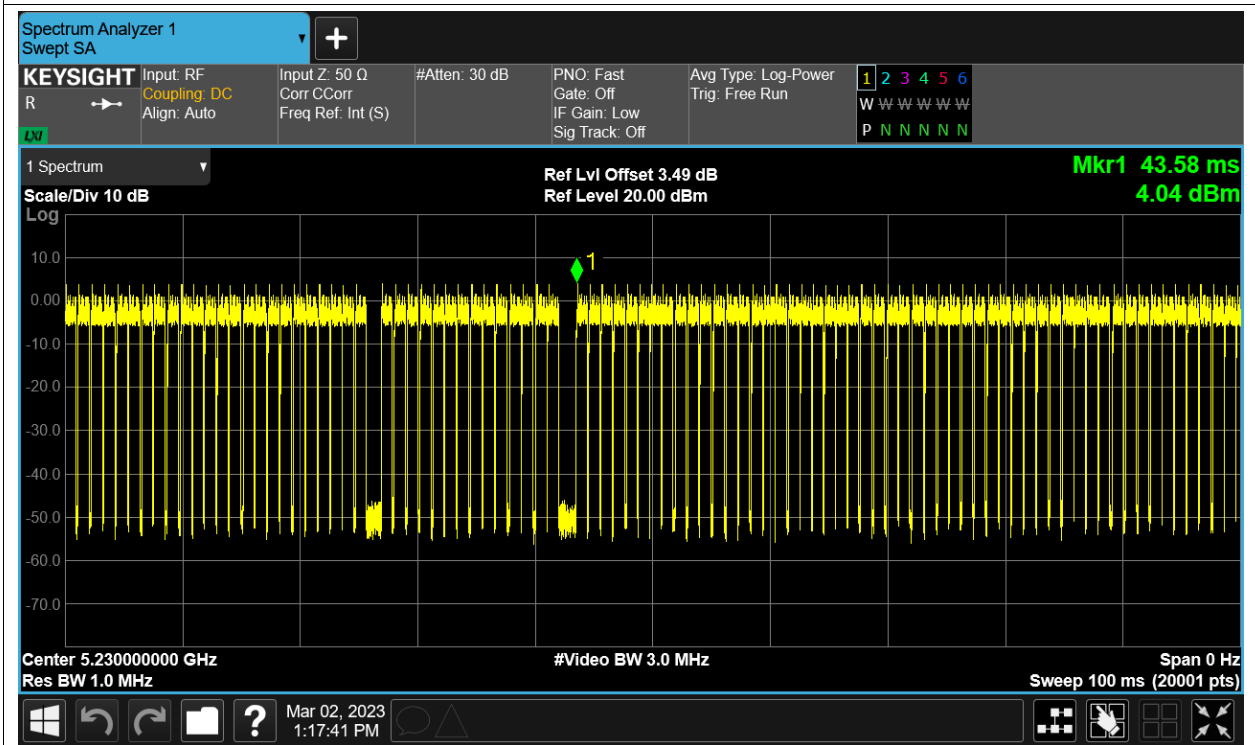 Spectrum Analyzer 1
Swept SA
KEYSIGHT
R
LXI
Input: RF
Coupling: DC
Align: Auto
Input Z: 50 Ω
Corr CCorr
Freq Ref: Int (S)
#Atten: 30 dB
PNO: Fast
Gate: Off
IF Gain: Low
Sig Track: Off
Avg Type: Log-Power
Trig: Free Run
1 2 3 4 5 6
W W W W W W
P N N N N N
1 Spectrum
Scale/Div 10 dB
Ref Lvl Offset 3.49 dB
Ref Level 20.00 dBm
Mkr1 43.58 ms
4.04 dBm
Log
10.0
0.00
-10.0
-20.0
-30.0
-40.0
-50.0
-60.0
-70.0
1
Center 5.230000000 GHz
Res BW 1.0 MHz
#Video BW 3.0 MHz
Span 0 Hz
Sweep 100 ms (20001 pts)
?
Mar 02, 2023
1:17:41 PM